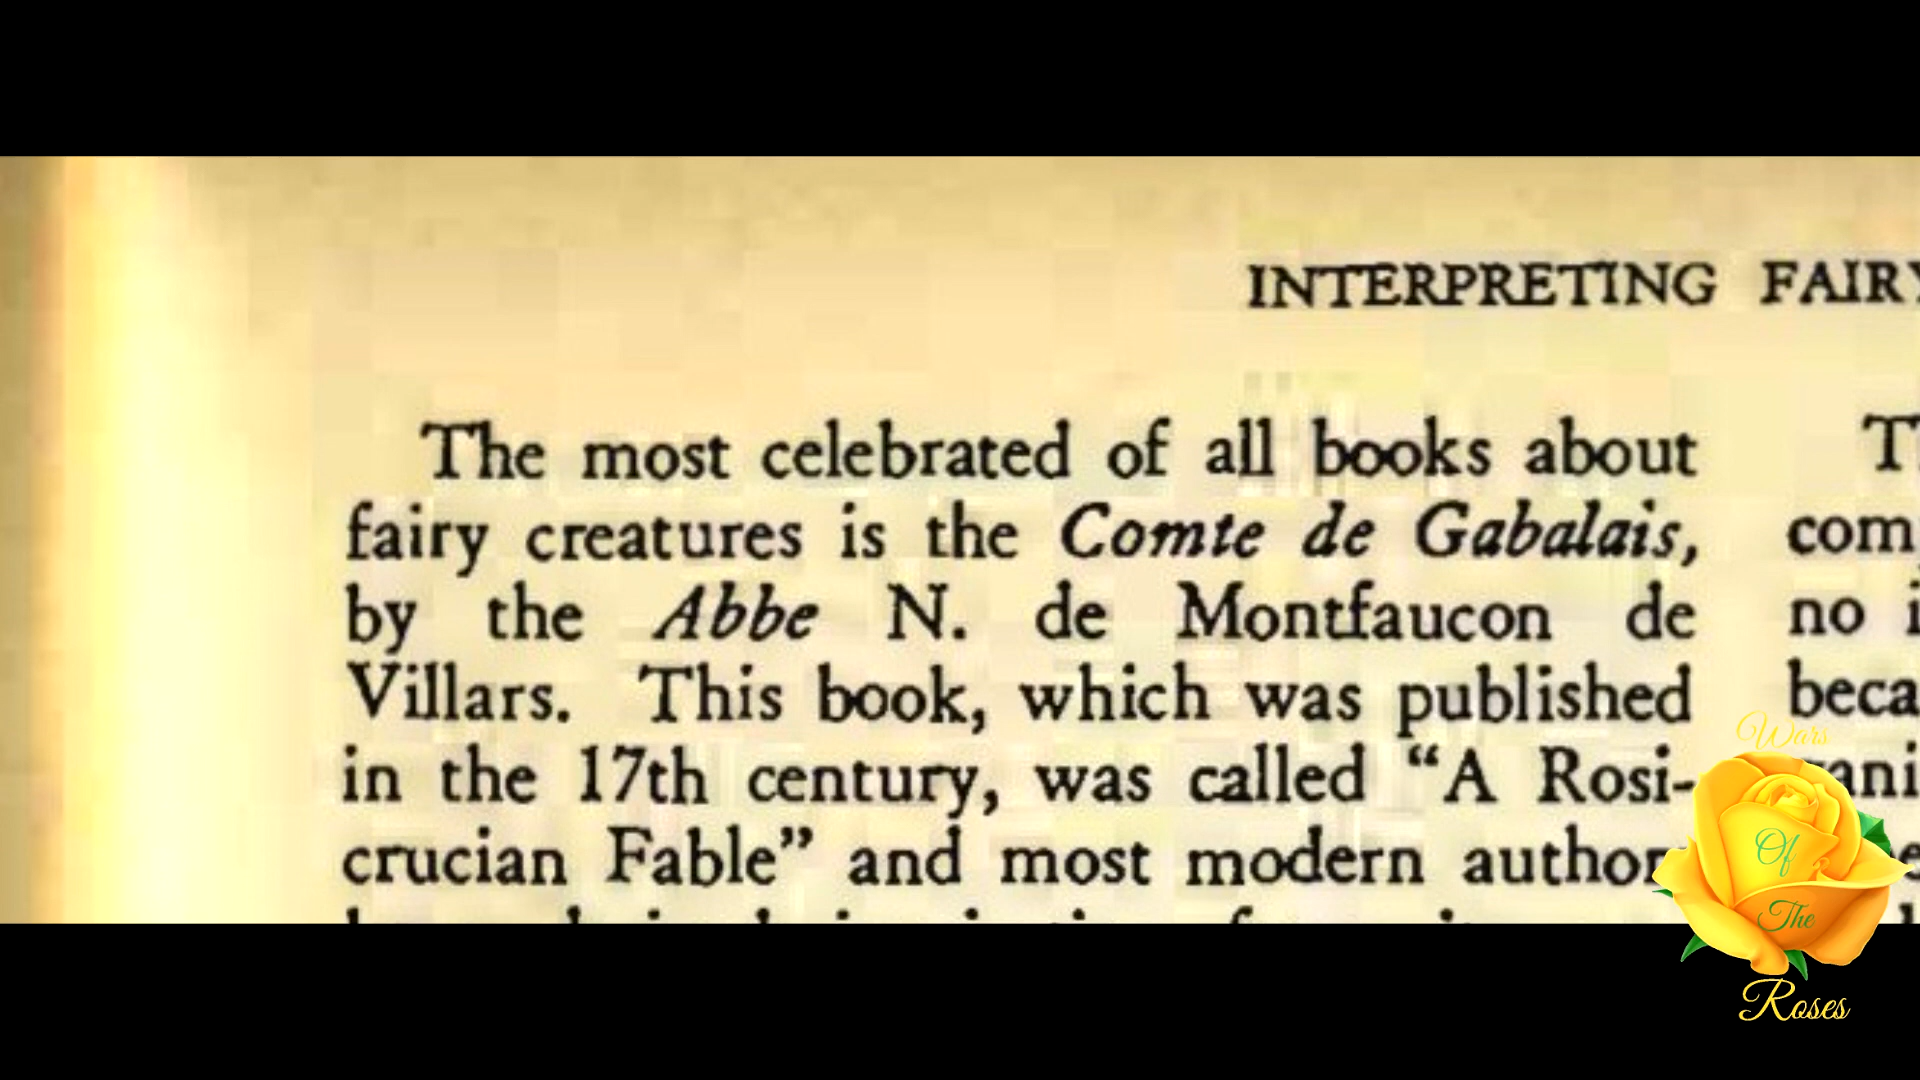 INTERPRETING FAIRY
The most celebrated of all books about
fairy creatures is the Comte de Gabalais,
by the Abbe N. de Montfaucon de
Villars. This book, which was published
in the 17th century, was called “A Rosi-
crucian Fable” and most modern author
com
no
beca
Wars
Of
The
Roses